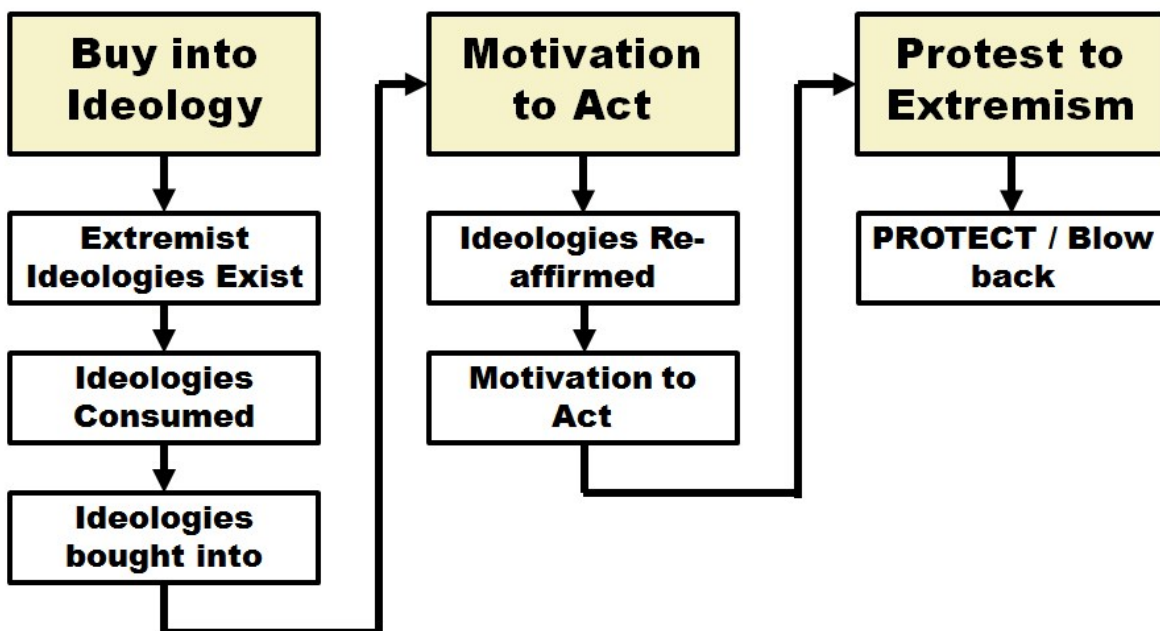 Buy into
Ideology
Extremist
Ideologies Exist
Ideologies
Consumed
Ideologies
bought into
Motivation
to Act
Ideologies Re-
affirmed
Motivation to
Act
Protest to
Extremism
PROTECT / Blow
back